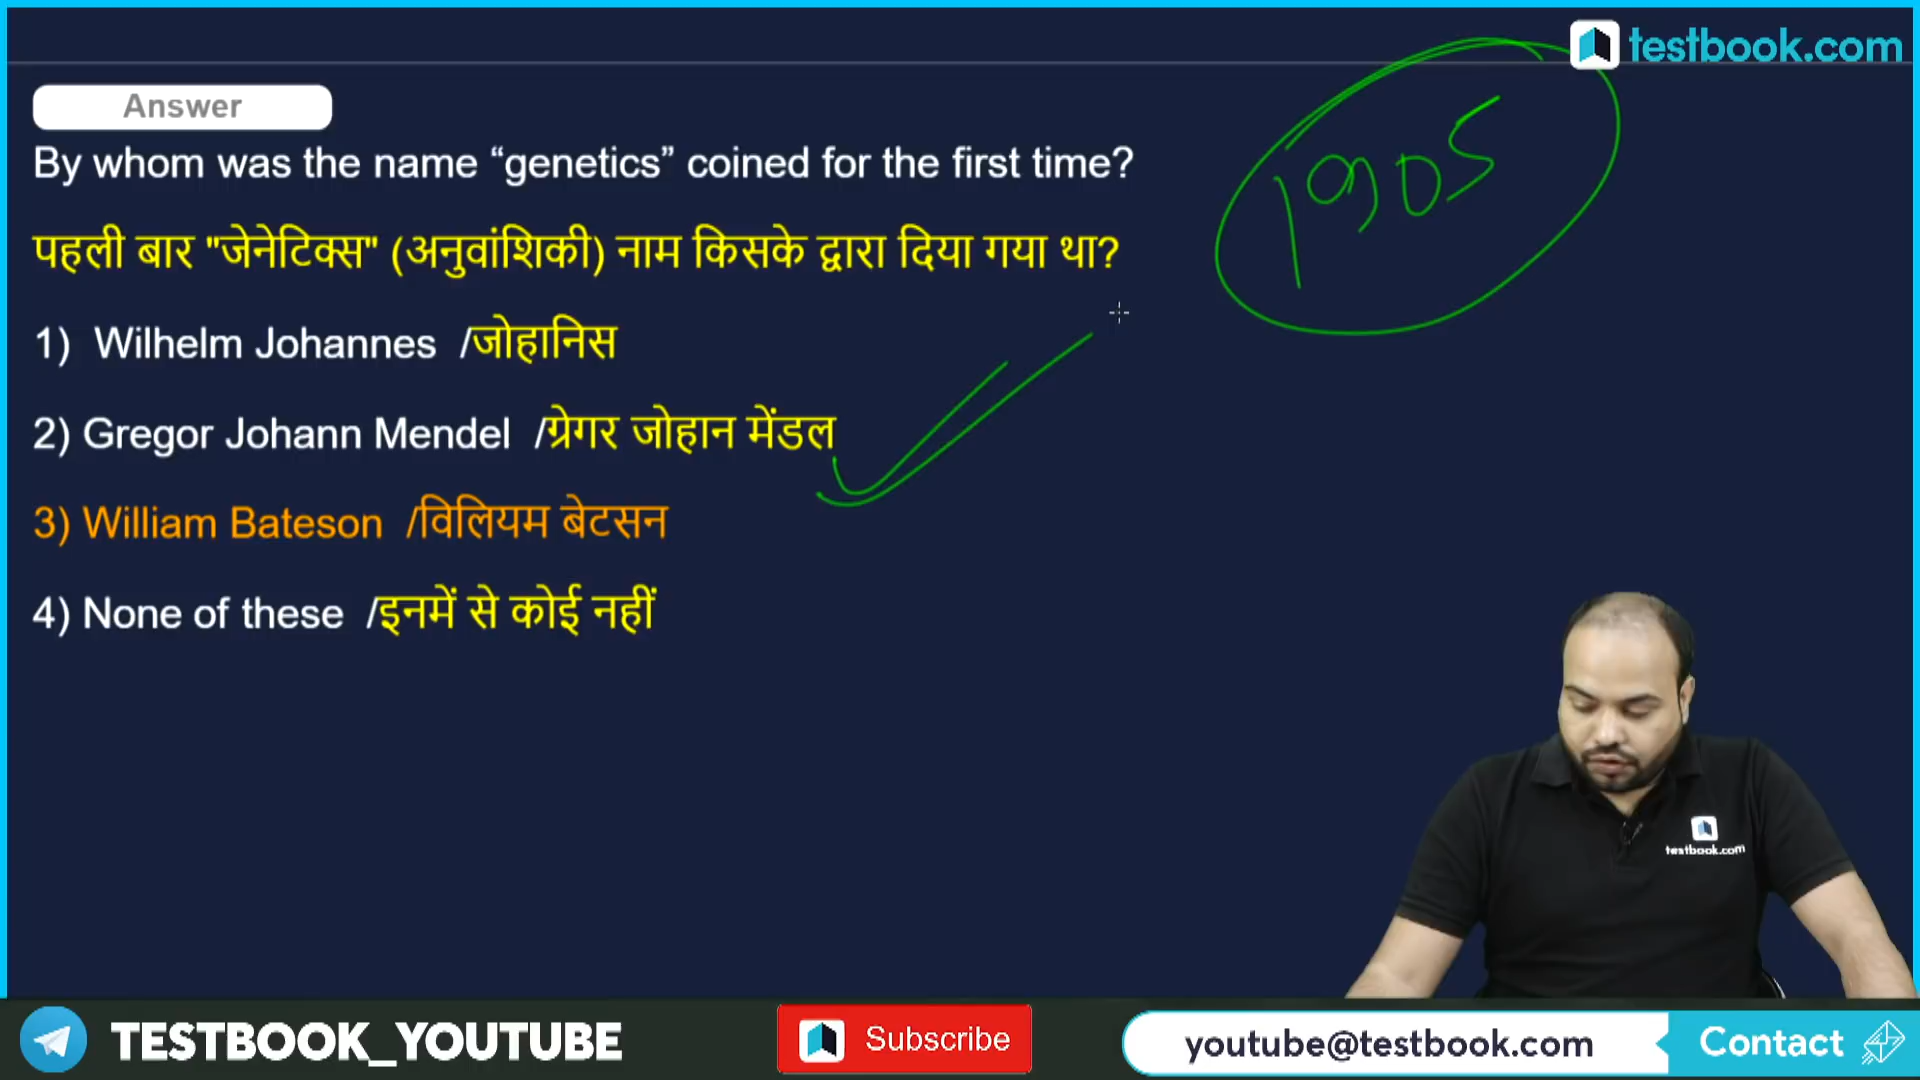 testbook.com
Answer
1905
By whom was the name “genetics” coined for the first time?
पहली बार "जेनेटिक्स" (अनुवांशिकी) नाम किसके द्वारा दिया गया था?
1) Wilhelm Johannes /जोहानिस
2) Gregor Johann Mendel /ग्रेगर जोहान मेंडल
3) William Bateson /विलियम बेटसन
4) None of these /इनमें से कोई नहीं
testbook.com
TESTBOOK_YOUTUBE
Subscribe
youtube@testbook.com
Contact